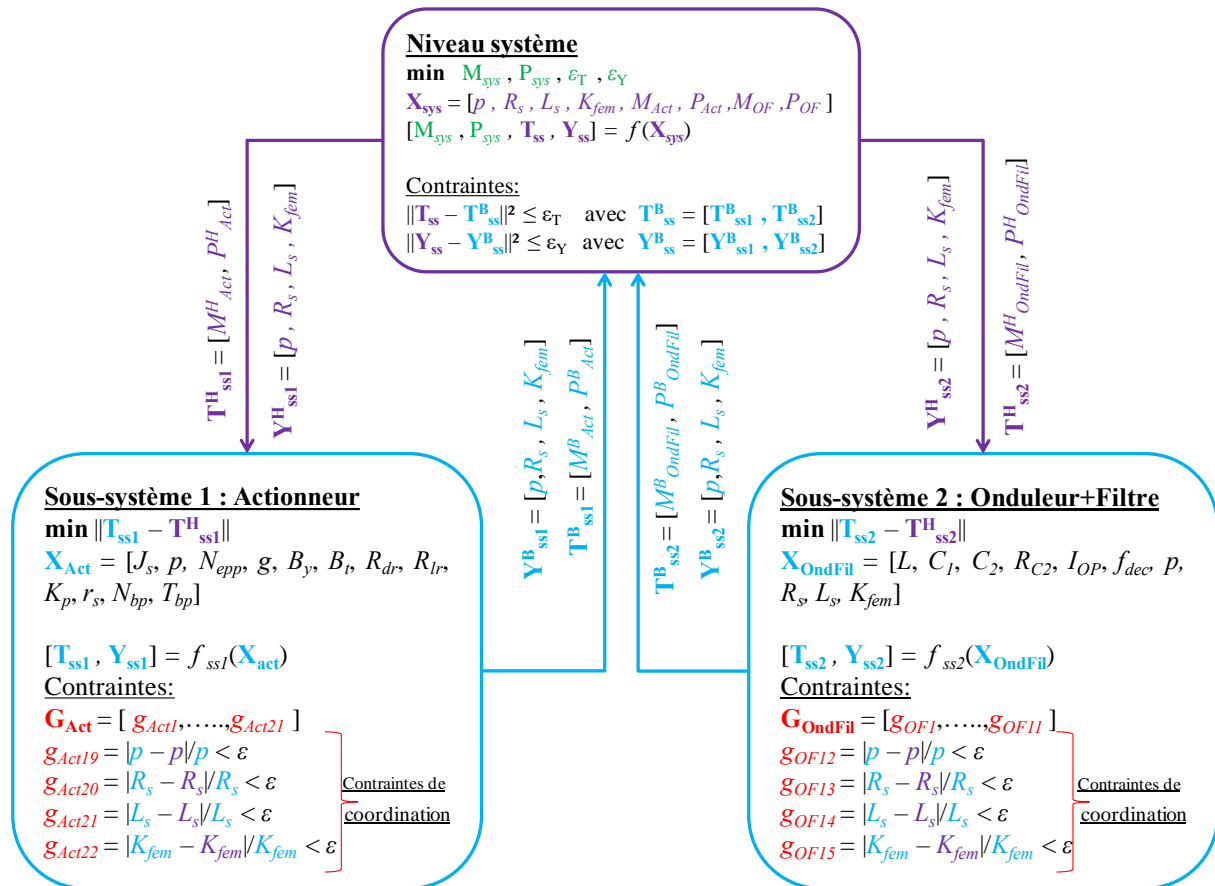 Niveau système
min M_sys , P_sys , ε_T , ε_Y
X_sys = [p , R_s , L_s , K_fem , M_Act , P_Act ,M_OF ,P_OF ]
[M_sys , P_sys , T_ss , Y_ss] = f(X_sys)
Contraintes:
||T_ss – T^B_ss||² ≤ ε_T avec T^B_ss = [T^B_ss1 , T^B_ss2]
||Y_ss – Y^B_ss||² ≤ ε_Y avec Y^B_ss = [Y^B_ss1 , Y^B_ss2]
T^H_ss1 = [M^H_Act , P^H_Act]
Y^H_ss1 = [p , R_s , L_s , K_fem]
Y^B_ss1 = [p,R_s , L_s , K_fem]
T^B_ss1 = [M^B_Act , P^B_Act]
T^B_ss2 = [M^B_OndFil , P^B_OndFil]
Y^B_ss2 = [p,R_s , L_s , K_fem]
Y^H_ss2 = [p , R_s , L_s , K_fem]
T^H_ss2 = [M^H_OndFil , P^H_OndFil]
Sous-système 1 : Actionneur
min ||T_ss1 – T^H_ss1||
X_Act = [J_s, p, N_epp, g, B_y, B_t, R_dr, R_lr,
K_p, r_s, N_bp, T_bp]
[T_ss1 , Y_ss1] = f_ss1(X_act)
Contraintes:
G_Act = [ g_Act1,…..,g_Act21 ]
g_Act19 = |p – p|/p < ε
g_Act20 = |R_s – R_s|/R_s < ε
g_Act21 = |L_s – L_s|/L_s < ε
g_Act22 = |K_fem – K_fem|/K_fem < ε
Contraintes de
coordination
Sous-système 2 : Onduleur+Filtre
min ||T_ss2 – T^H_ss2||
X_OndFil = [L, C_1, C_2, R_C2, I_OP, f_dec, p,
R_s, L_s, K_fem]
[T_ss2 , Y_ss2] = f_ss2(X_OndFil)
Contraintes:
G_OndFil = [g_OF1,…..,g_OF11 ]
g_OF12 = |p – p|/p < ε
g_OF13 = |R_s – R_s|/R_s < ε
g_OF14 = |L_s – L_s|/L_s < ε
g_OF15 = |K_fem – K_fem|/K_fem < ε
Contraintes de
coordination